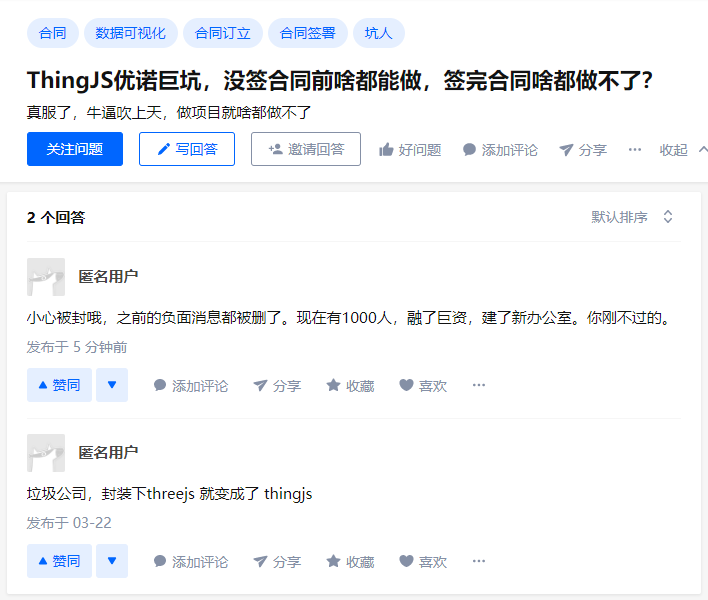 合同 数据可视化 合同订立 合同签署 坑人
ThingJS优诺巨坑，没签合同前啥都能做，签完合同啥都做不了？
真服了，牛逼吹上天，做项目就啥都做不了
关注问题 写回答 邀请回答 好问题 添加评论 分享 ··· 收起
2 个回答 默认排序
匿名用户
小心被封哦，之前的负面消息都被删了。现在有1000人，融了巨资，建了新办公室。你刚不过的。
发布于 5 分钟前
赞同 添加评论 分享 收藏 喜欢 ···
匿名用户
垃圾公司，封装下threejs 就变成了 thingjs
发布于 03-22
赞同 添加评论 分享 收藏 喜欢 ···